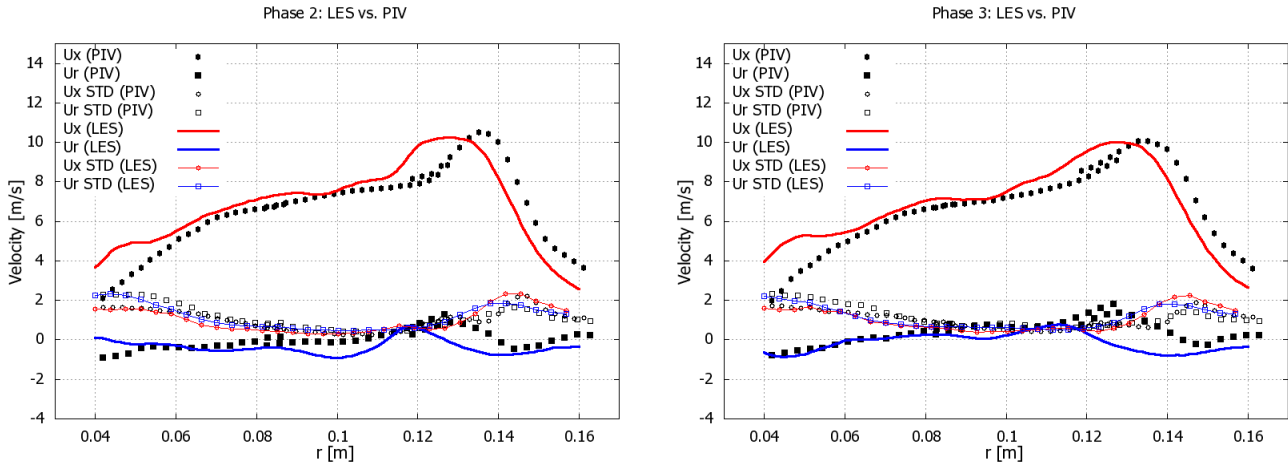 Phase 2: LES vs. PIV
Velocity [m/s]
14
12
10
8
6
4
2
0
-2
-4
Ux (PIV)
Ur (PIV)
Ux STD (PIV)
Ur STD (PIV)
Ux (LES)
Ur (LES)
Ux STD (LES)
Ur STD (LES)
0.04 0.06 0.08 0.1 0.12 0.14 0.16
r [m]
Phase 3: LES vs. PIV
Velocity [m/s]
14
12
10
8
6
4
2
0
-2
-4
Ux (PIV)
Ur (PIV)
Ux STD (PIV)
Ur STD (PIV)
Ux (LES)
Ur (LES)
Ux STD (LES)
Ur STD (LES)
0.04 0.06 0.08 0.1 0.12 0.14 0.16
r [m]